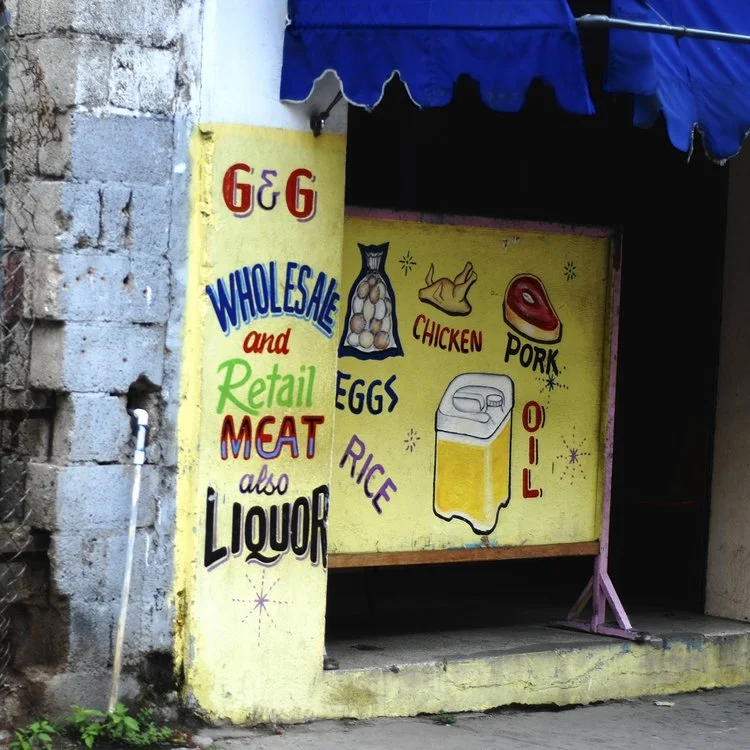 G & G
WHOLESALE
and
Retail
MEAT
also
LIQUOR
CHICKEN
PORK
EGGS
RICE
OIL